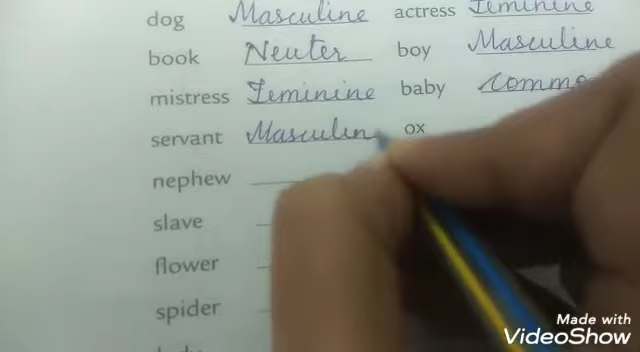 dog Masculine actress Feminine
book Neuter boy Masculine
mistress Feminine baby Commo
servant Masculin ox
nephew
slave
flower
spider
Made with
VideoShow